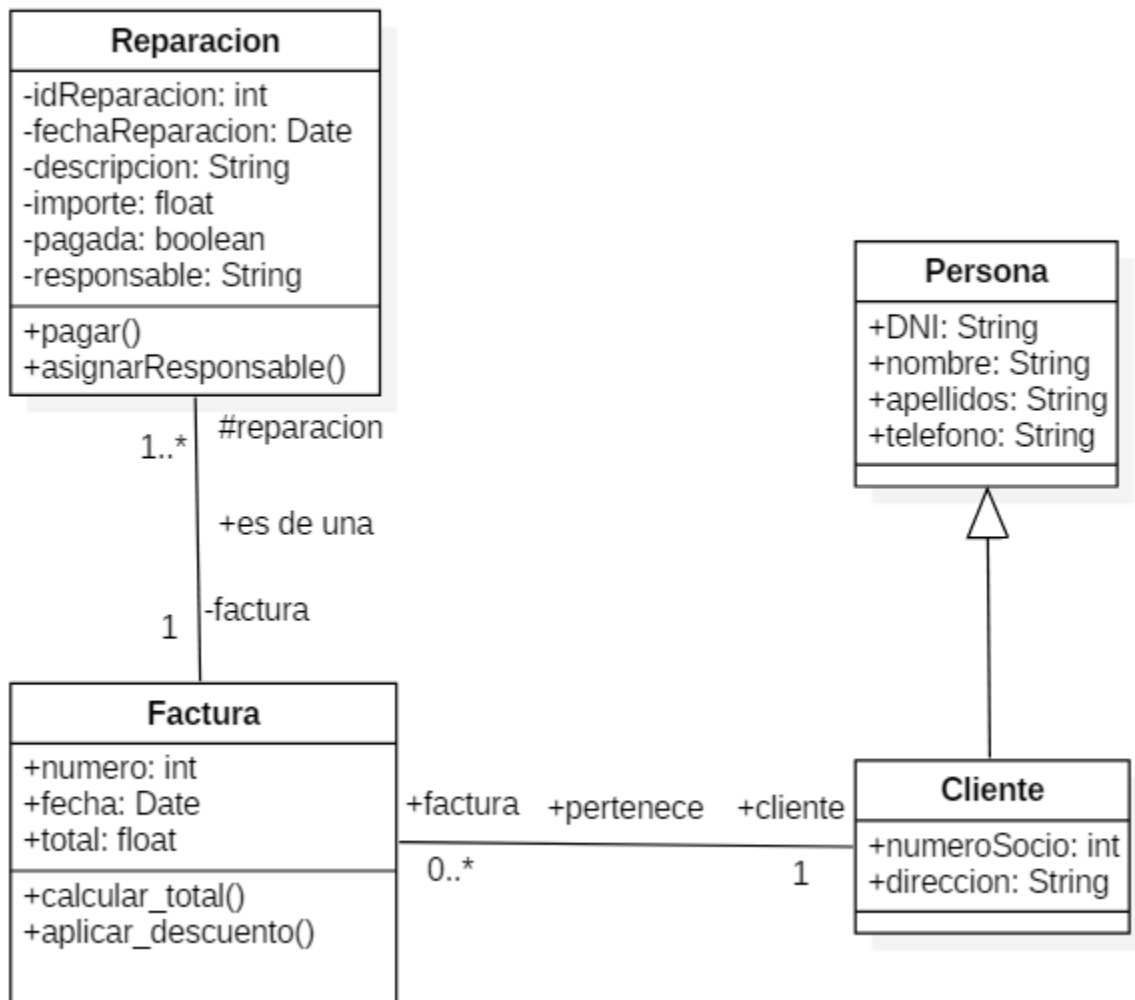 Reparacion
-idReparacion: int
-fechaReparacion: Date
-descripcion: String
-importe: float
-pagada: boolean
-responsable: String
+pagar()
+asignarResponsable()
#reparacion
1..*
+es de una
-factura
1
Persona
+DNI: String
+nombre: String
+apellidos: String
+telefono: String
Factura
+numero: int
+fecha: Date
+total: float
+calcular_total()
+aplicar_descuento()
+factura +pertenece +cliente
0..* 1
Cliente
+numeroSocio: int
+direccion: String